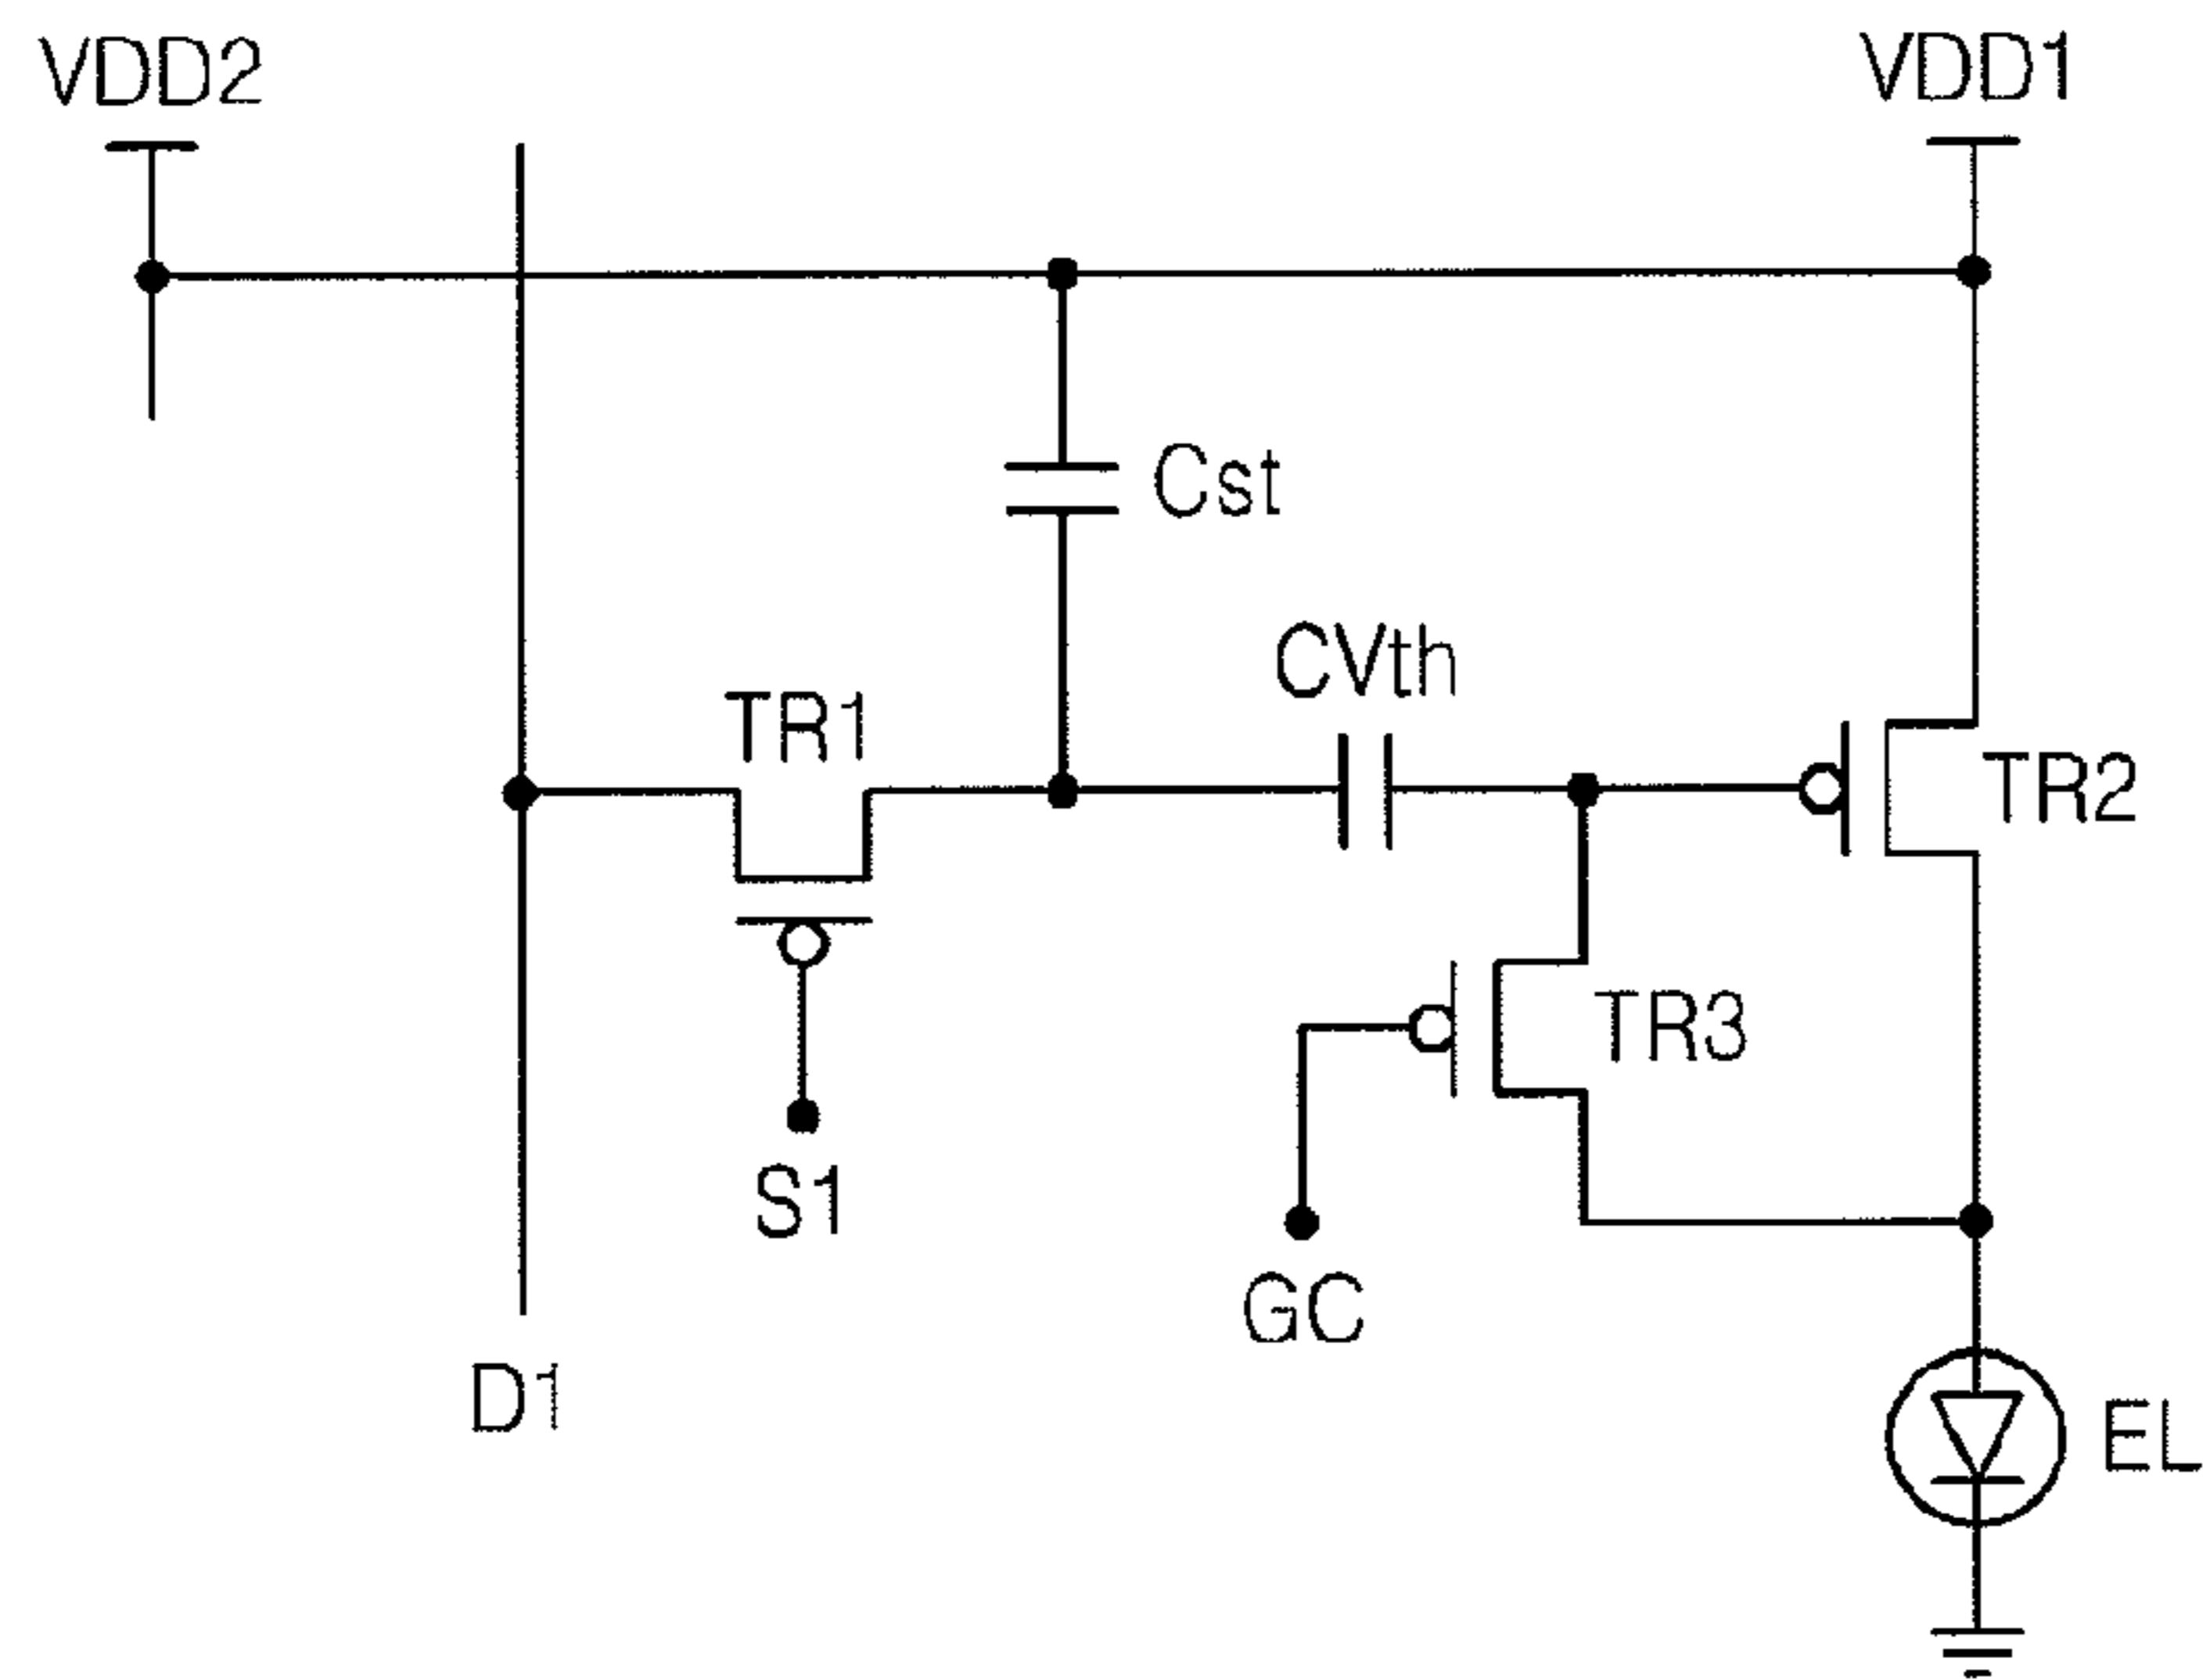 VDD2
VDD1
Cst
CVth
TR1
TR2
TR3
S1
GC
D1
EL